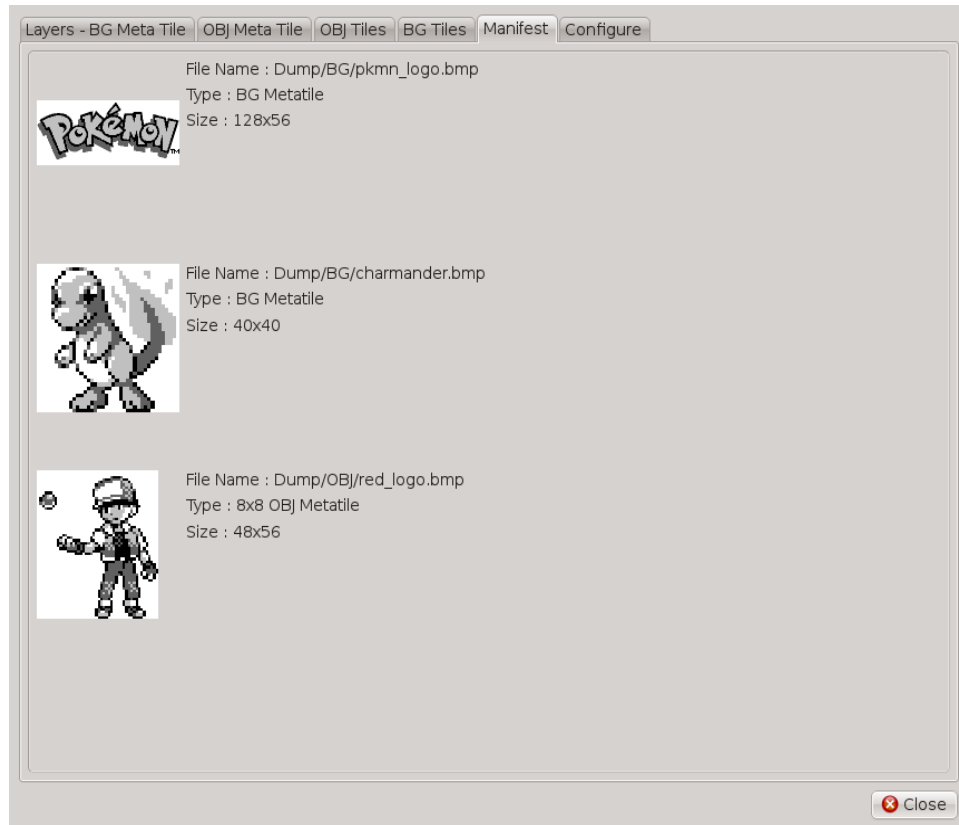 Layers - BG Meta Tile OBJ Meta Tile OBJ Tiles BG Tiles Manifest Configure
File Name : Dump/BG/pkmn_logo.bmp
Type : BG Metatile
Size : 128x56
POKéMON TM
File Name : Dump/BG/charmander.bmp
Type : BG Metatile
Size : 40x40
File Name : Dump/OBJ/red_logo.bmp
Type : 8x8 OBJ Metatile
Size : 48x56
Close